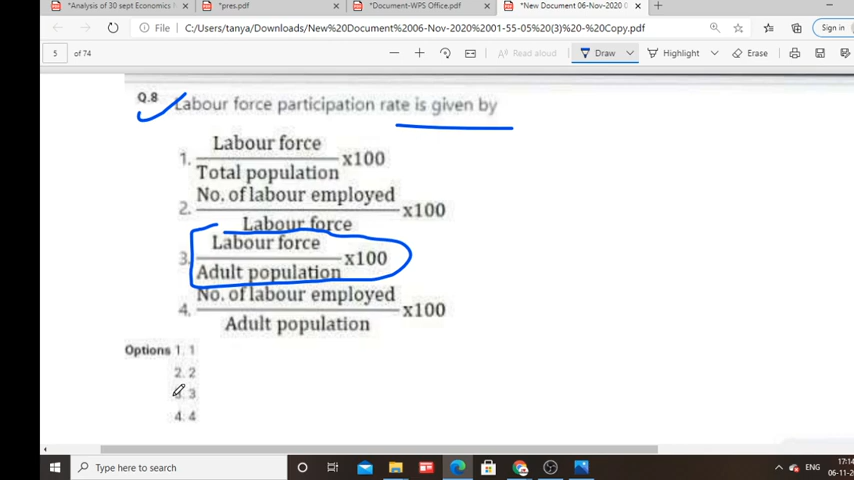 *Analysis of 30 sept Economics N
*pres.pdf
*Document-WPS Office.pdf
*New Document 06-Nov-2020 0
File
C:/Users/tanya/Downloads/New%20Document%2006-Nov-2020%2001-55-05%20(3)%20-%20Copy.pdf
Sign in
5 of 74
Read aloud
Draw
Highlight
Erase
Q.8 Labour force participation rate is given by
1. Labour force
Total population x100
2. No. of labour employed
Labour force x100
3. Labour force
Adult population x100
4. No. of labour employed
Adult population x100
Options 1. 1
2. 2
3. 3
4. 4
Type here to search
ENG
17:14
06-11-20